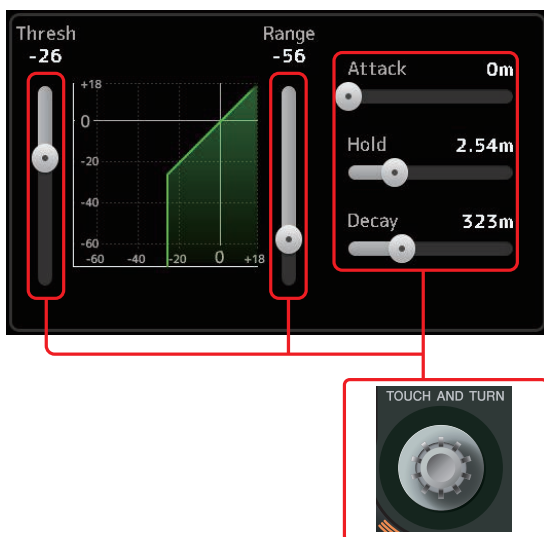 Thresh
-26
Range
-56
Attack 0m
Hold 2.54m
Decay 323m
+18
0
-20
-40
-60
-60 -40 -20 0 +18
TOUCH AND TURN